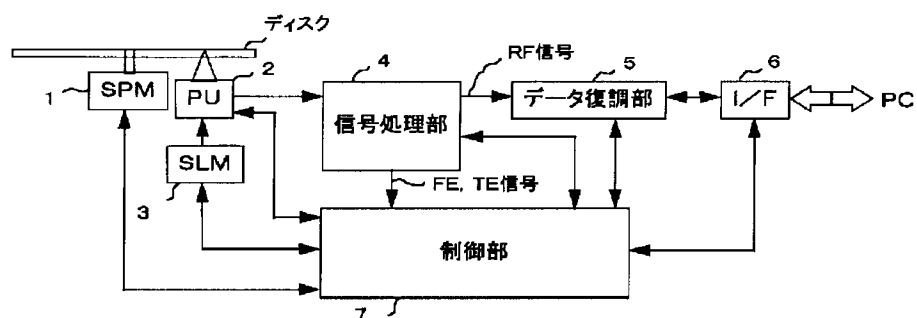 ディスク
1
SPM
2
PU
SLM
3
4
信号処理部
RF信号
5
データ復調部
6
I/F
PC
FE, TE信号
制御部
7